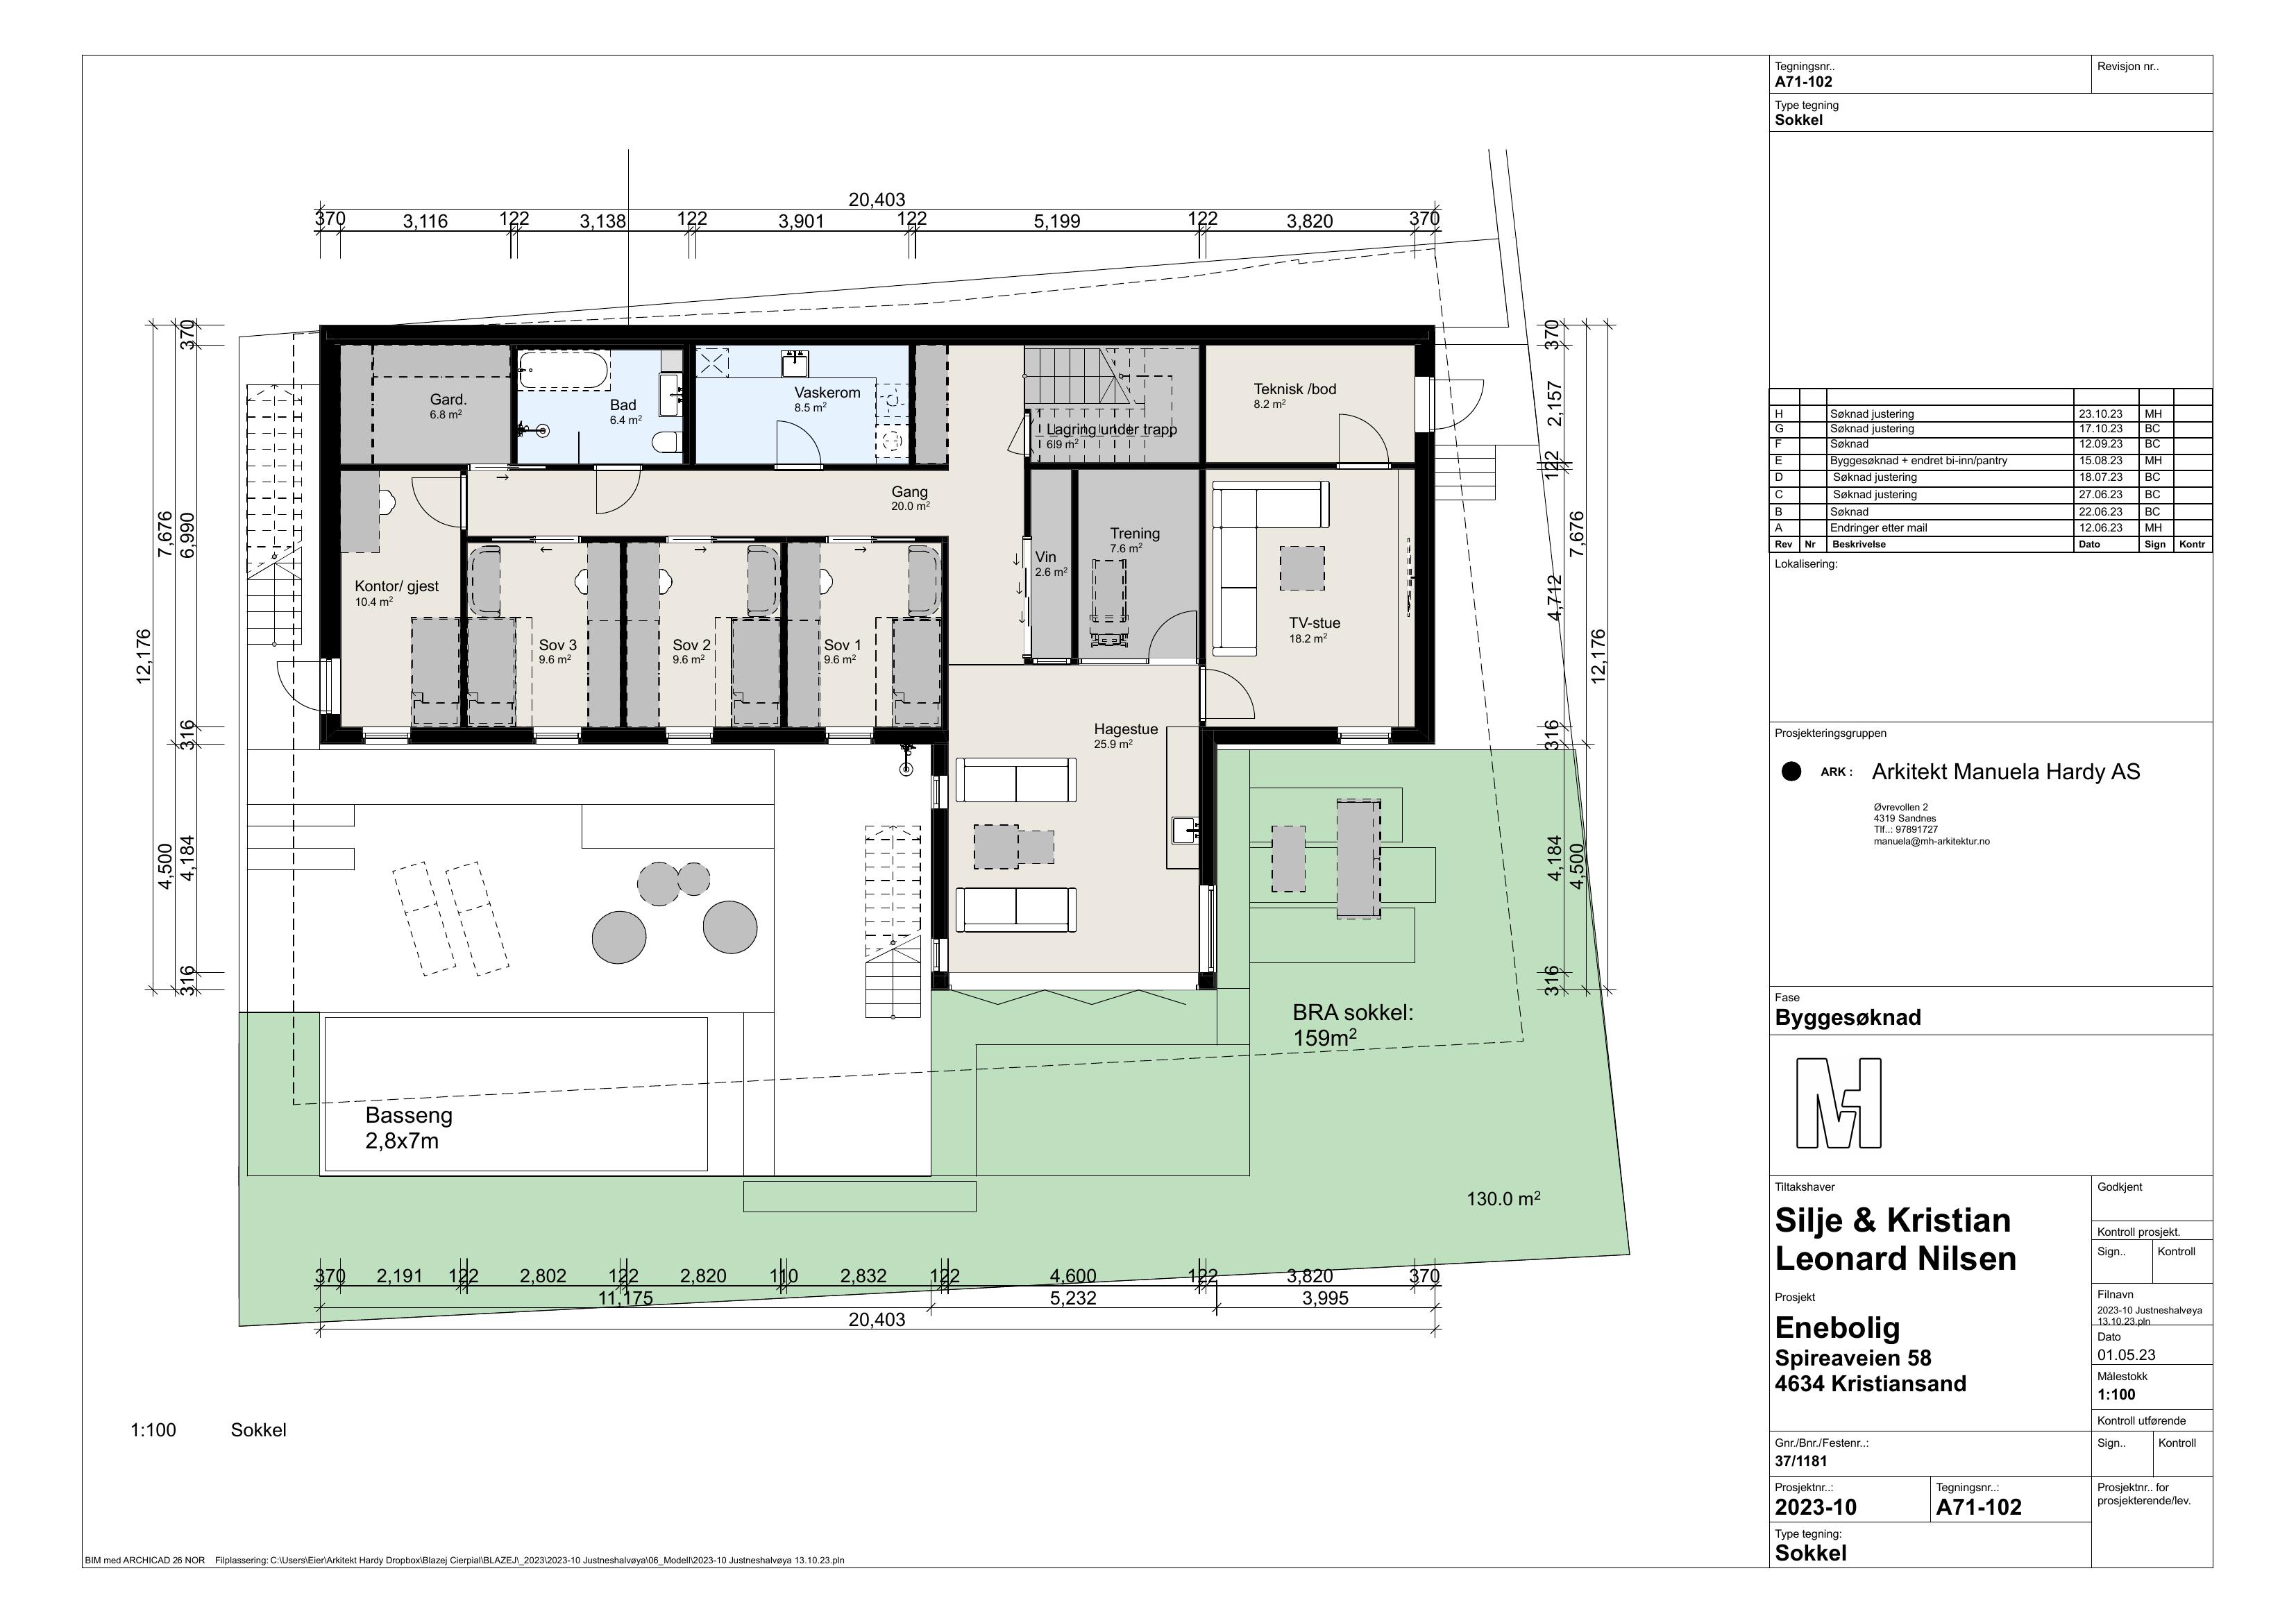 Tegningsnr..
A71-102
Revisjon nr..
Type tegning
Sokkel
20,403
370 3,116 122 3,138 122 3,901 122 5,199 122 3,820 370
370
6,990
316
4,184
316
7,676
4,500
12,176
370
2,157
122
4,712
316
4,184
316
7,676
4,500
12,176
Gard.
6.8 m²
Bad
6.4 m²
Vaskerom
8.5 m²
Lagring under trapp
6.9 m²
Teknisk /bod
8.2 m²
Gang
20.0 m²
Kontor/ gjest
10.4 m²
Sov 3
9.6 m²
Sov 2
9.6 m²
Sov 1
9.6 m²
Vin
2.6 m²
Trening
7.6 m²
TV-stue
18.2 m²
Hagestue
25.9 m²
BRA sokkel:
159m²
Basseng
2,8x7m
130.0 m²
370 2,191 122 2,802 122 2,820 110 2,832 122 4,600 122 3,820 370
11,175 5,232 3,995
20,403
1:100 Sokkel
BIM med ARCHICAD 26 NOR Filplassering: C:\Users\Eier\Arkitekt Hardy Dropbox\Blazej Cierpial\BLAZEJ\_2023\2023-10 Justneshalvøya\06_Modell\2023-10 Justneshalvøya 13.10.23.pln
H Søknad justering 23.10.23 MH
G Søknad justering 17.10.23 BC
F Søknad 12.09.23 BC
E Byggesøknad + endret bi-inn/pantry 15.08.23 MH
D Søknad justering 18.07.23 BC
C Søknad justering 27.06.23 BC
B Søknad 22.06.23 BC
A Endringer etter mail 12.06.23 MH
Rev Nr Beskrivelse Dato Sign Kontr
Lokalisering:
Prosjekteringsgruppen
ARK : Arkitekt Manuela Hardy AS
Øvrevollen 2
4319 Sandnes
Tlf..: 97891727
manuela@mh-arkitektur.no
Fase
Byggesøknad
MH
Tiltakshaver
Silje & Kristian
Leonard Nilsen
Godkjent
Kontroll prosjekt.
Sign.. Kontroll
Prosjekt
Enebolig
Spireaveien 58
4634 Kristiansand
Filnavn
2023-10 Justneshalvøya
13.10.23.pln
Dato
01.05.23
Målestokk
1:100
Kontroll utførende
Sign.. Kontroll
Gnr./Bnr./Festenr..:
37/1181
Prosjektnr..:
2023-10
Tegningsnr..:
A71-102
Prosjektnr.. for
prosjekterende/lev.
Type tegning:
Sokkel